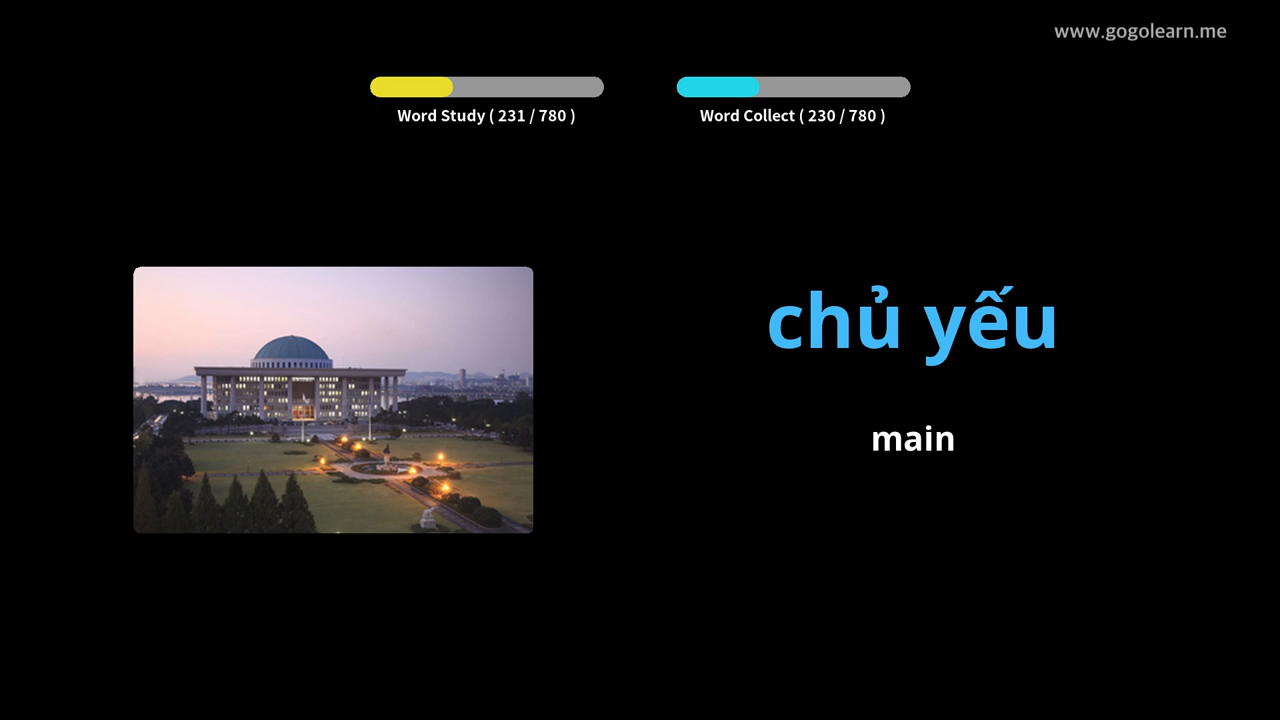 www.gogolearn.me
Word Study ( 231 / 780 )
Word Collect ( 230 / 780 )
chủ yếu
main